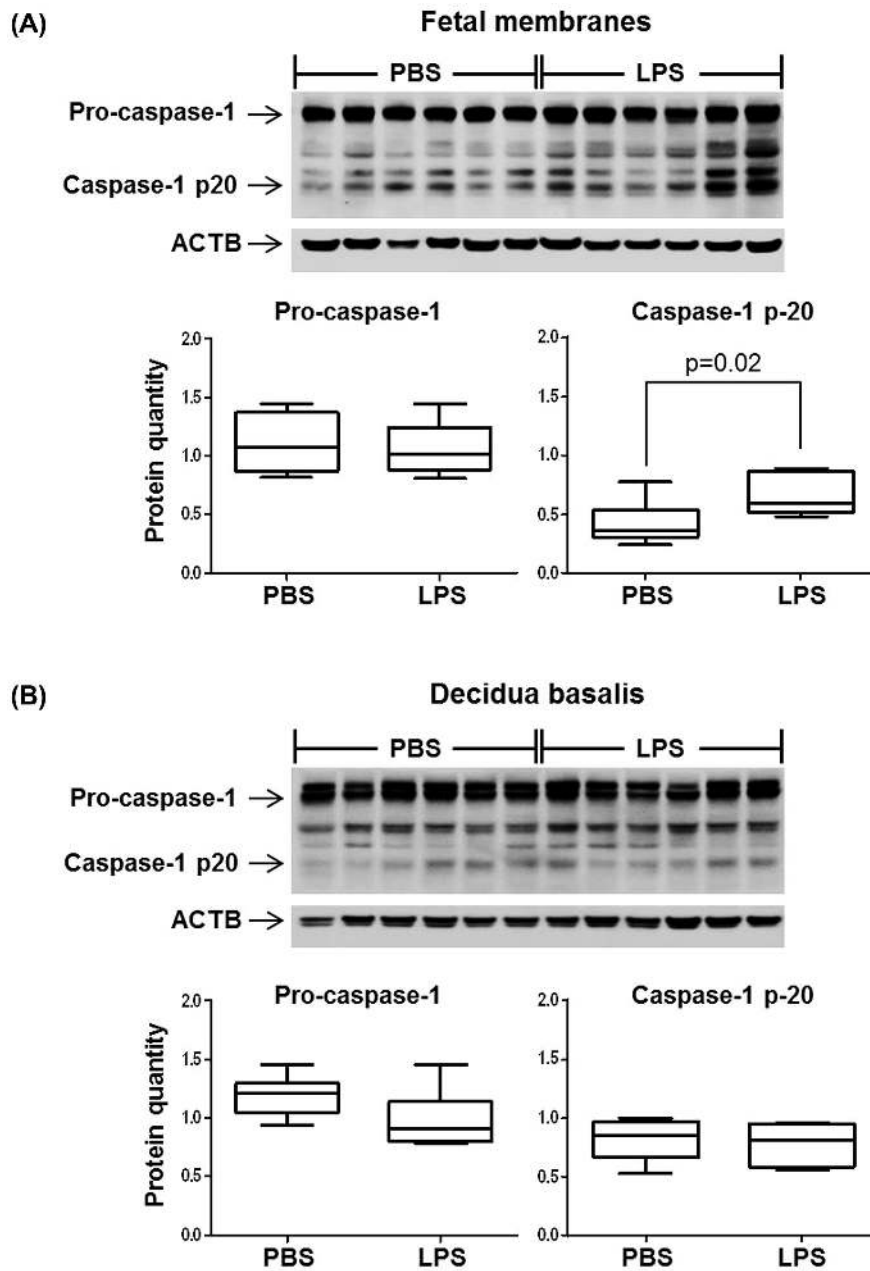 (A)
Fetal membranes
PBS LPS
Pro-caspase-1
Caspase-1 p20
ACTB
Pro-caspase-1 Caspase-1 p-20
Protein quantity
2.0
1.5
1.0
0.5
0.0
PBS LPS
2.0
1.5
1.0
0.5
0.0
p=0.02
PBS LPS
(B)
Decidua basalis
PBS LPS
Pro-caspase-1
Caspase-1 p20
ACTB
Pro-caspase-1 Caspase-1 p-20
Protein quantity
2.0
1.5
1.0
0.5
0.0
PBS LPS
2.0
1.5
1.0
0.5
0.0
PBS LPS